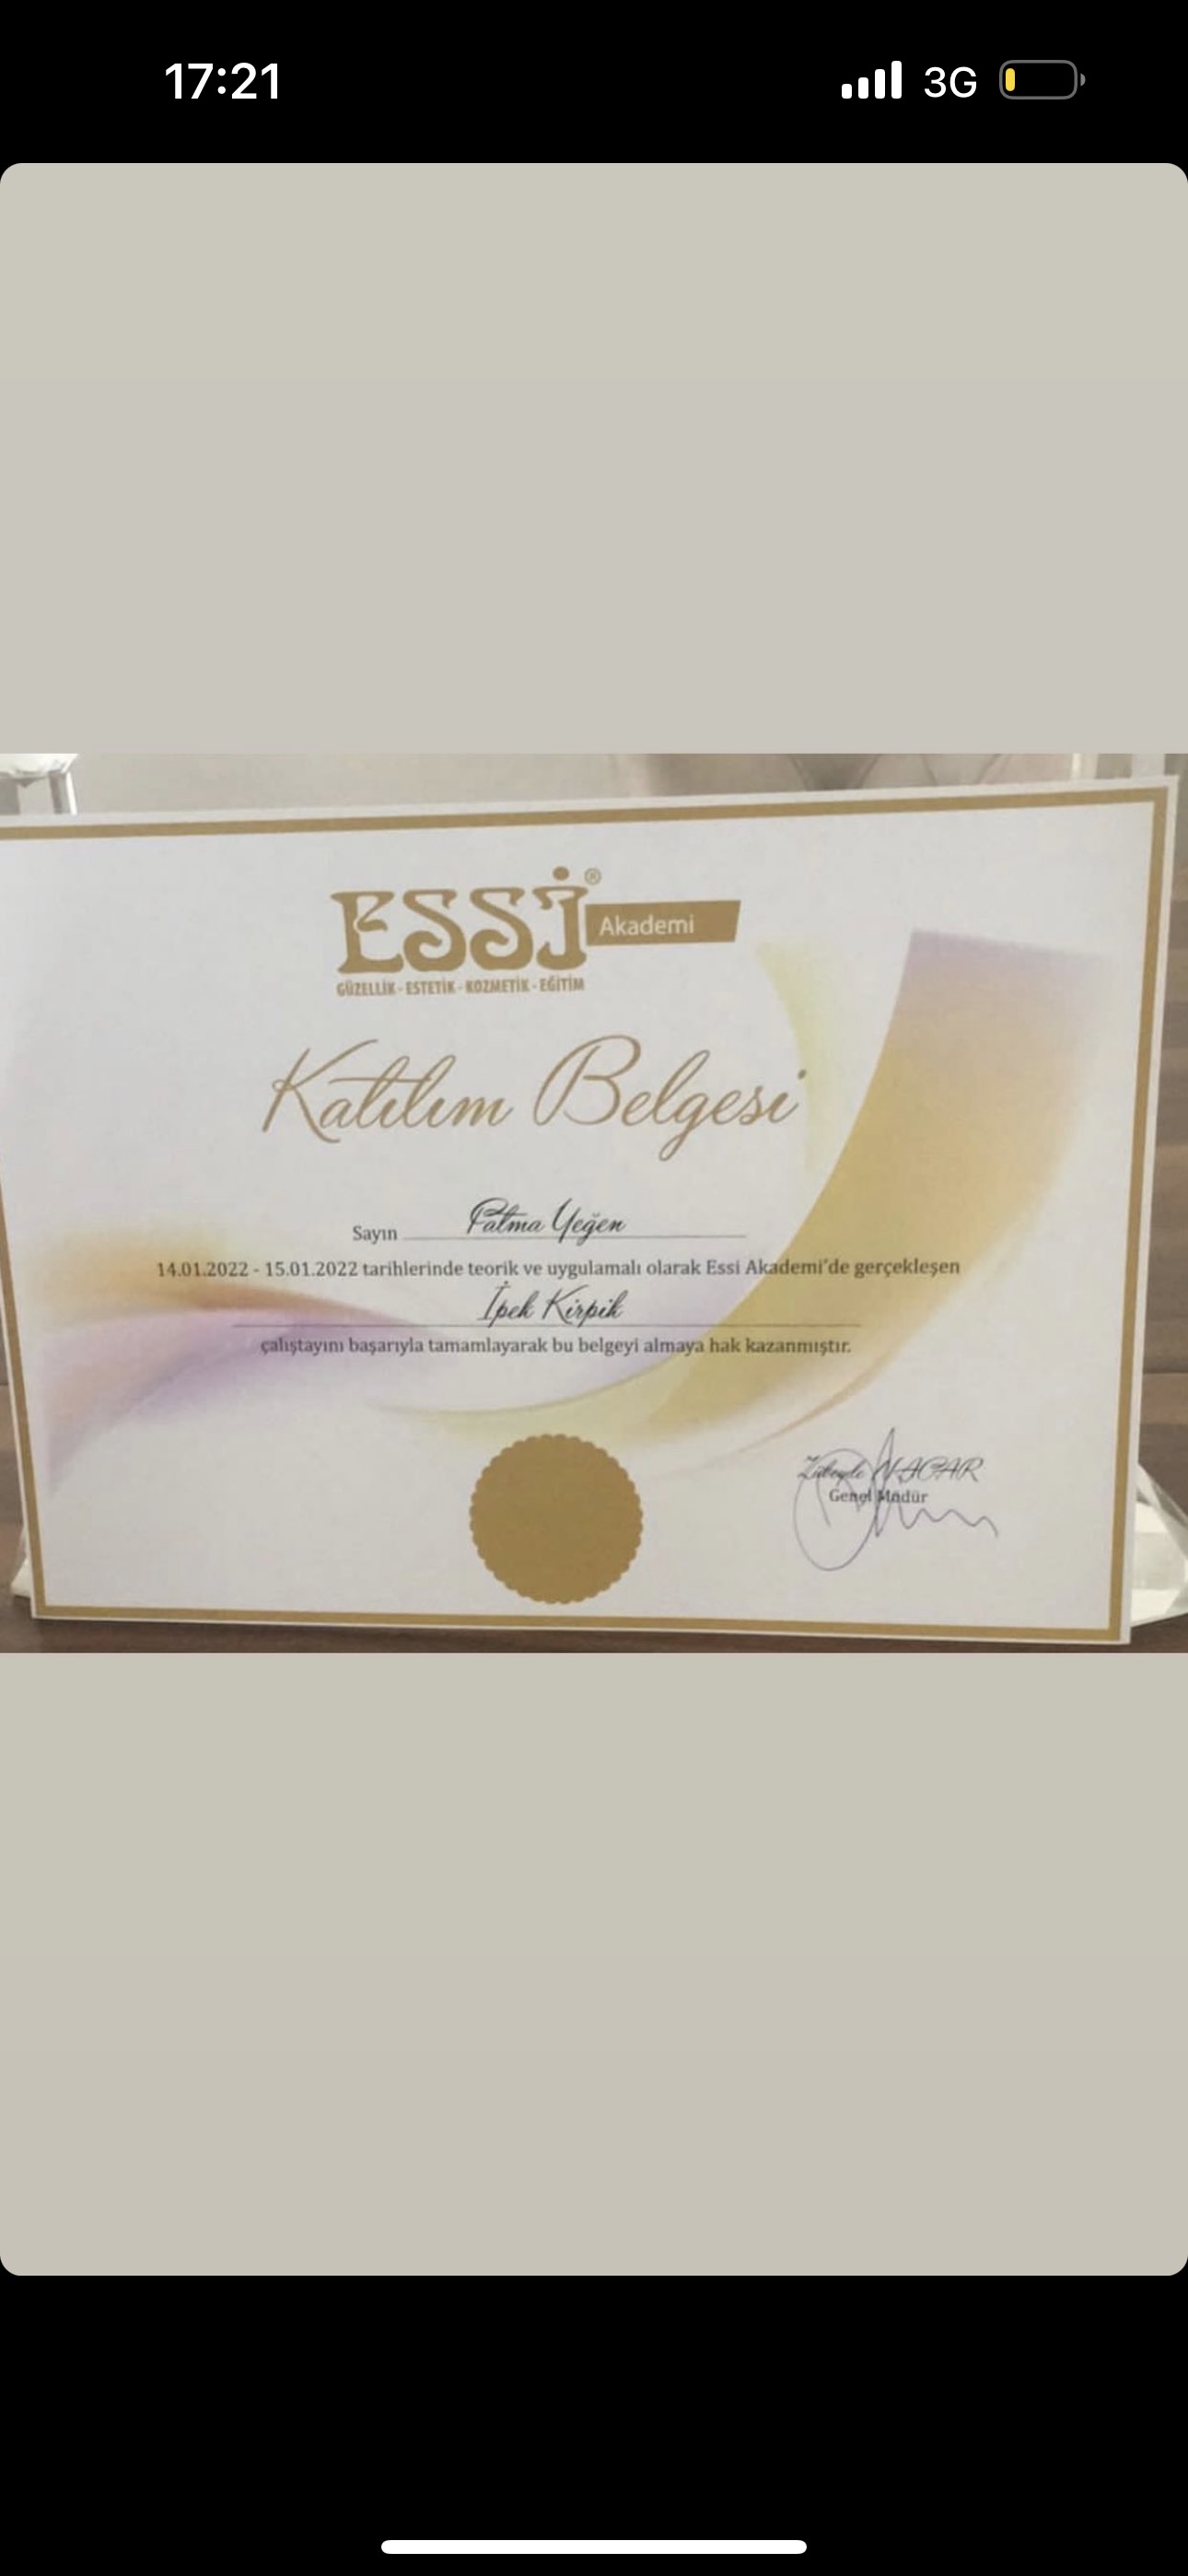 17:21 3G
ESSİ® Akademi
GÜZELLİK - ESTETİK - KOZMETİK - EĞİTİM
Katılım Belgesi
Sayın Fatma Yeğen
14.01.2022 - 15.01.2022 tarihlerinde teorik ve uygulamalı olarak Essi Akademi'de gerçekleşen
İpek Kirpik
çalıştayını başarıyla tamamlayarak bu belgeyi almaya hak kazanmıştır.
Zübeyde NACAR
Genel Müdür